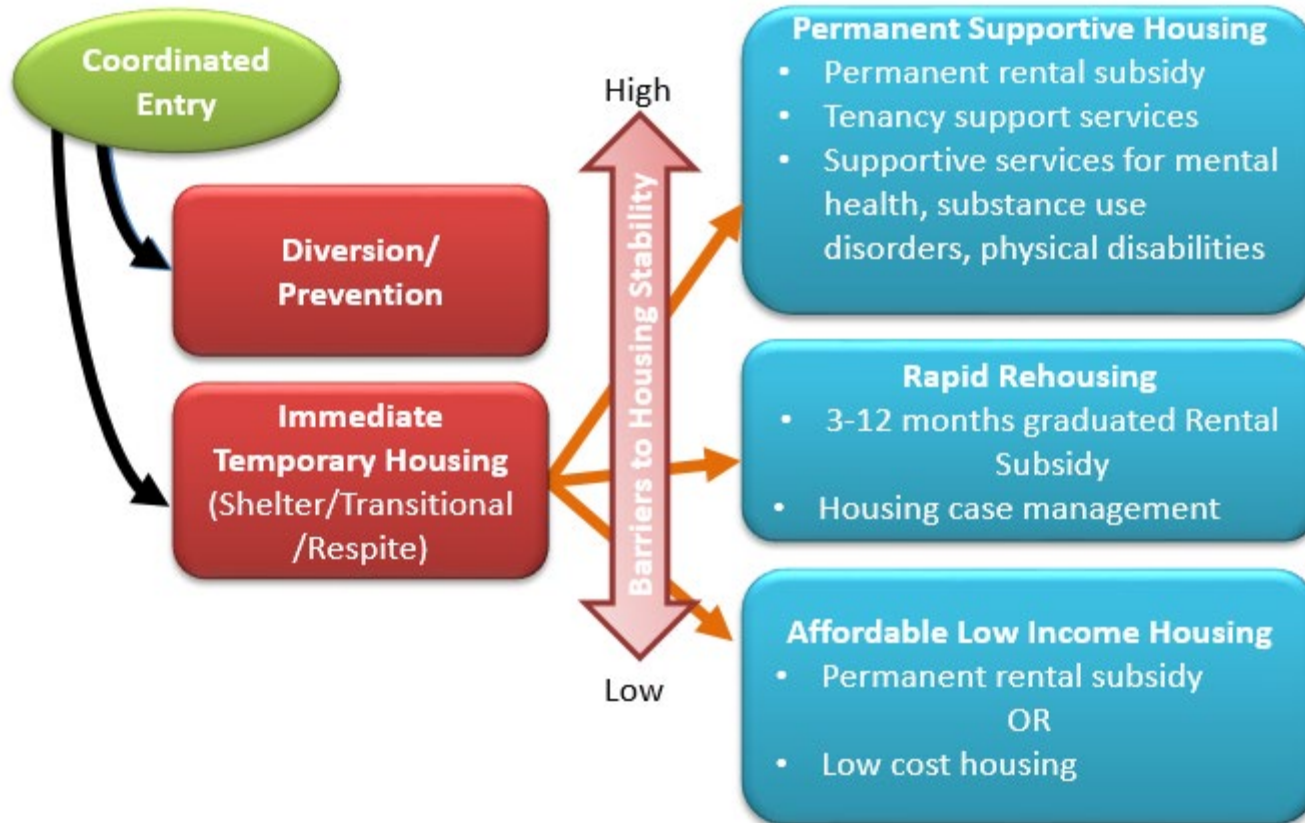 Coordinated
Entry
Diversion/
Prevention
Immediate
Temporary Housing
(Shelter/Transitional
/Respite)
High
Barriers to Housing Stability
Low
Permanent Supportive Housing
• Permanent rental subsidy
• Tenancy support services
• Supportive services for mental
health, substance use
disorders, physical disabilities
Rapid Rehousing
• 3-12 months graduated Rental
Subsidy
• Housing case management
Affordable Low Income Housing
• Permanent rental subsidy
OR
• Low cost housing